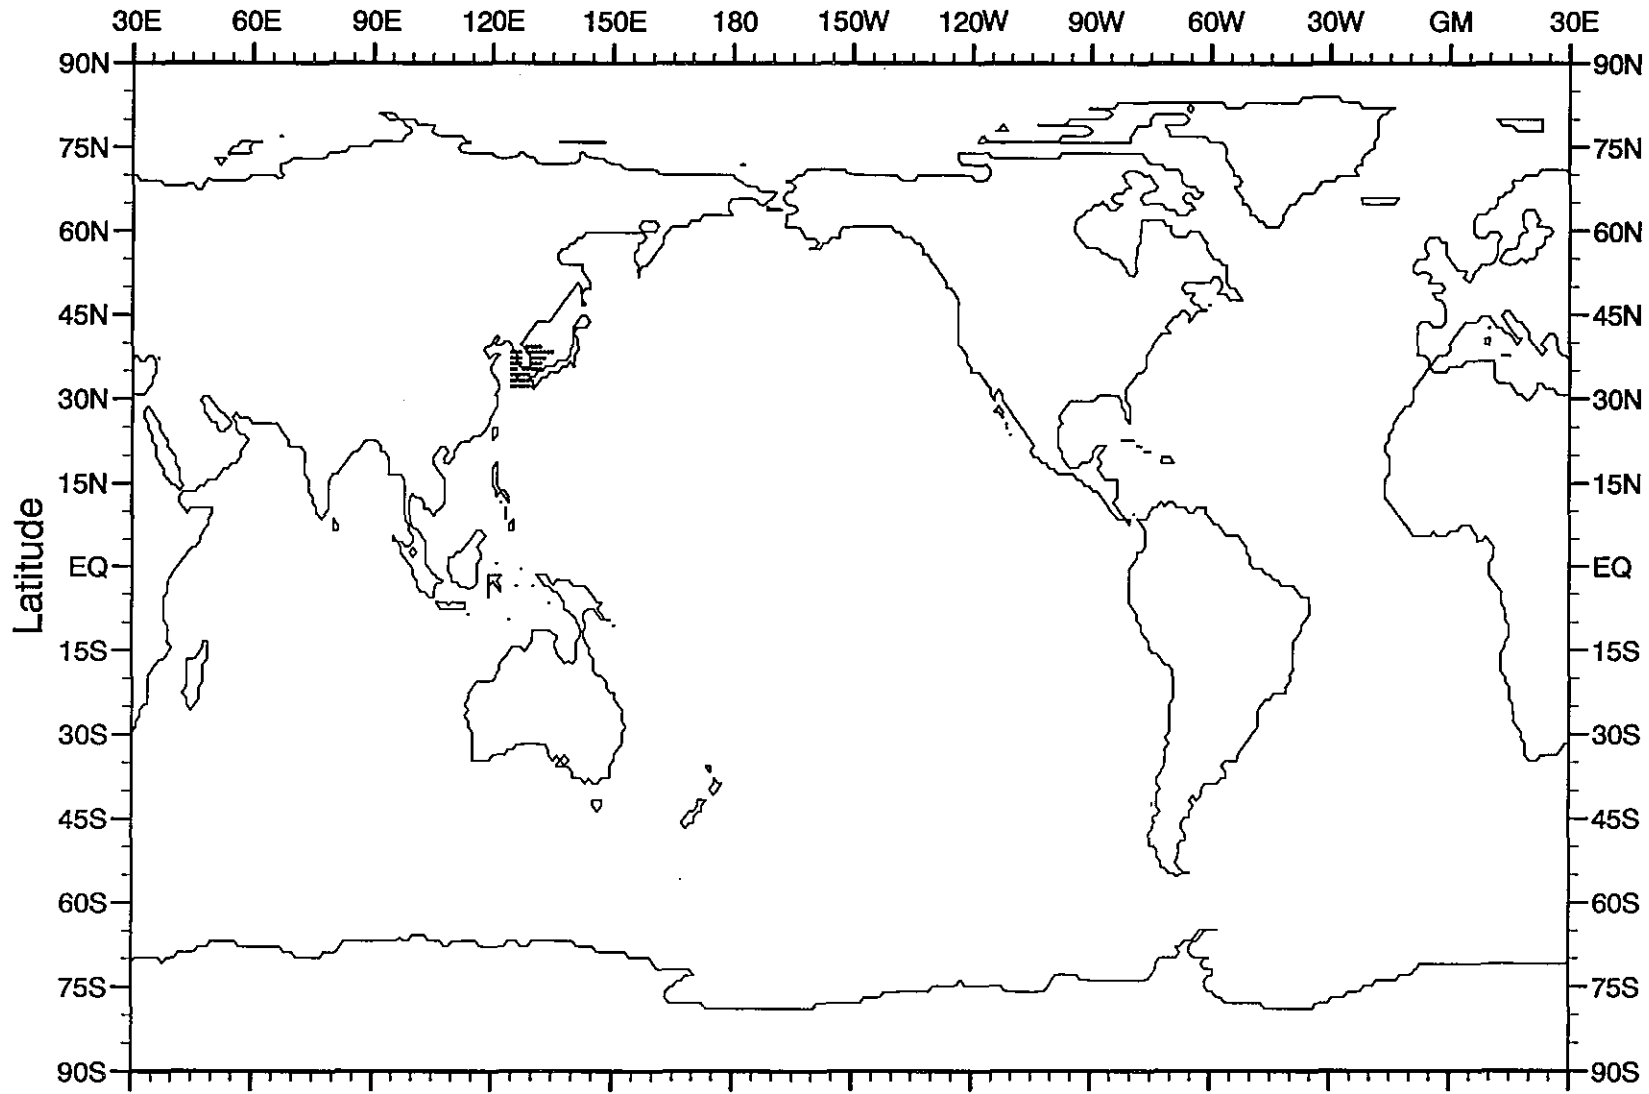 30E 60E 90E 120E 150E 180 150W 120W 90W 60W 30W GM 30E
90N 90N
75N 75N
60N 60N
45N 45N
30N 30N
15N 15N
Latitude
EQ EQ
15S 15S
30S 30S
45S 45S
60S 60S
75S 75S
90S 90S